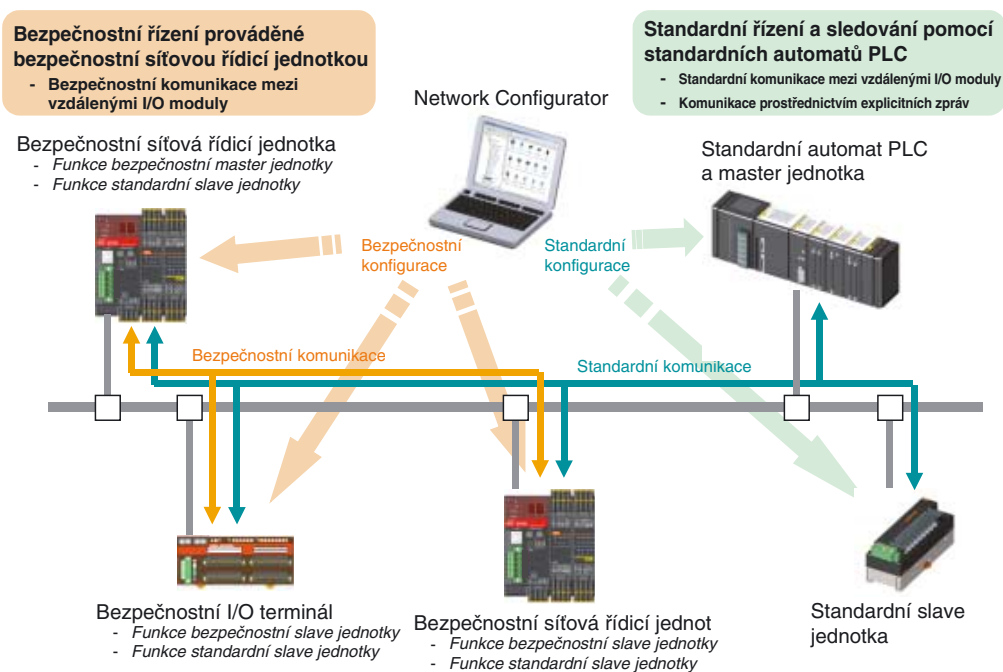 Bezpečnostní řízení prováděné
bezpečnostní síťovou řídicí jednotkou
- Bezpečnostní komunikace mezi
vzdálenými I/O moduly
Standardní řízení a sledování pomocí
standardních automatů PLC
- Standardní komunikace mezi vzdálenými I/O moduly
- Komunikace prostřednictvím explicitních zpráv
Network Configurator
Bezpečnostní síťová řídicí jednotka
- Funkce bezpečnostní master jednotky
- Funkce standardní slave jednotky
Standardní automat PLC
a master jednotka
Bezpečnostní
konfigurace
Standardní
konfigurace
Bezpečnostní komunikace
Standardní komunikace
Bezpečnostní I/O terminál
- Funkce bezpečnostní slave jednotky
- Funkce standardní slave jednotky
Bezpečnostní síťová řídicí jednot
- Funkce bezpečnostní slave jednotky
- Funkce standardní slave jednotky
Standardní slave
jednotka